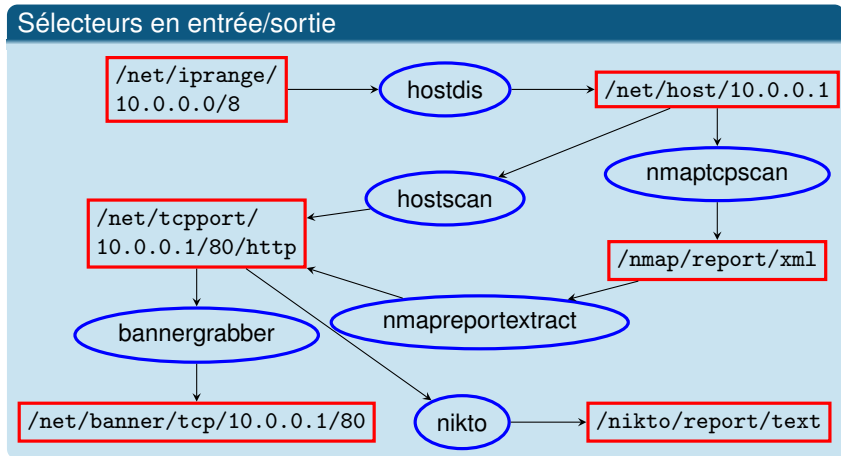 Sélecteurs en entrée/sortie
/net/iprange/
10.0.0.0/8
hostdis
/net/host/10.0.0.1
nmaptcpscan
hostscan
/net/tcpport/
10.0.0.1/80/http
/nmap/report/xml
nmapreportextract
bannergrabber
/net/banner/tcp/10.0.0.1/80
nikto
/nikto/report/text